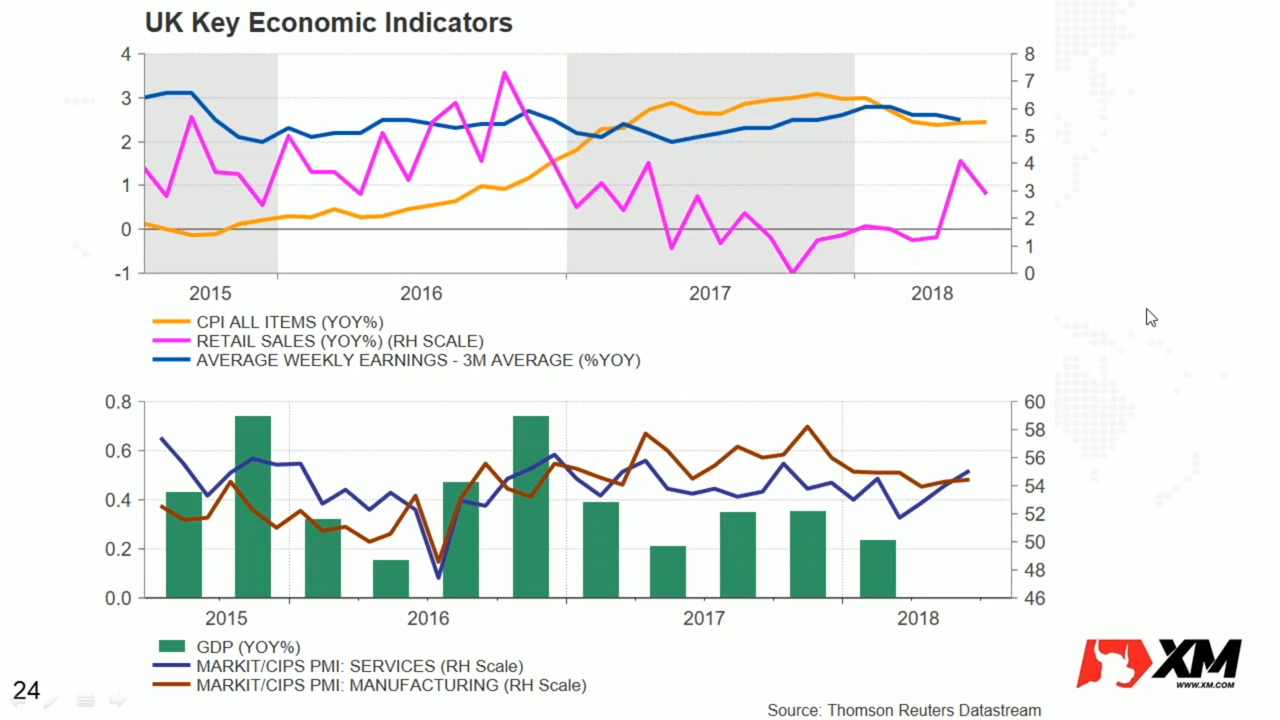 UK Key Economic Indicators
4
3
2
1
0
-1
8
7
6
5
4
3
2
1
0
2015 2016 2017 2018
CPI ALL ITEMS (YOY%)
RETAIL SALES (YOY%) (RH SCALE)
AVERAGE WEEKLY EARNINGS - 3M AVERAGE (%YOY)
0.8
0.6
0.4
0.2
0.0
60
58
56
54
52
50
48
46
2015 2016 2017 2018
GDP (YOY%)
MARKIT/CIPS PMI: SERVICES (RH Scale)
MARKIT/CIPS PMI: MANUFACTURING (RH Scale)
24
XM
WWW.XM.COM
Source: Thomson Reuters Datastream